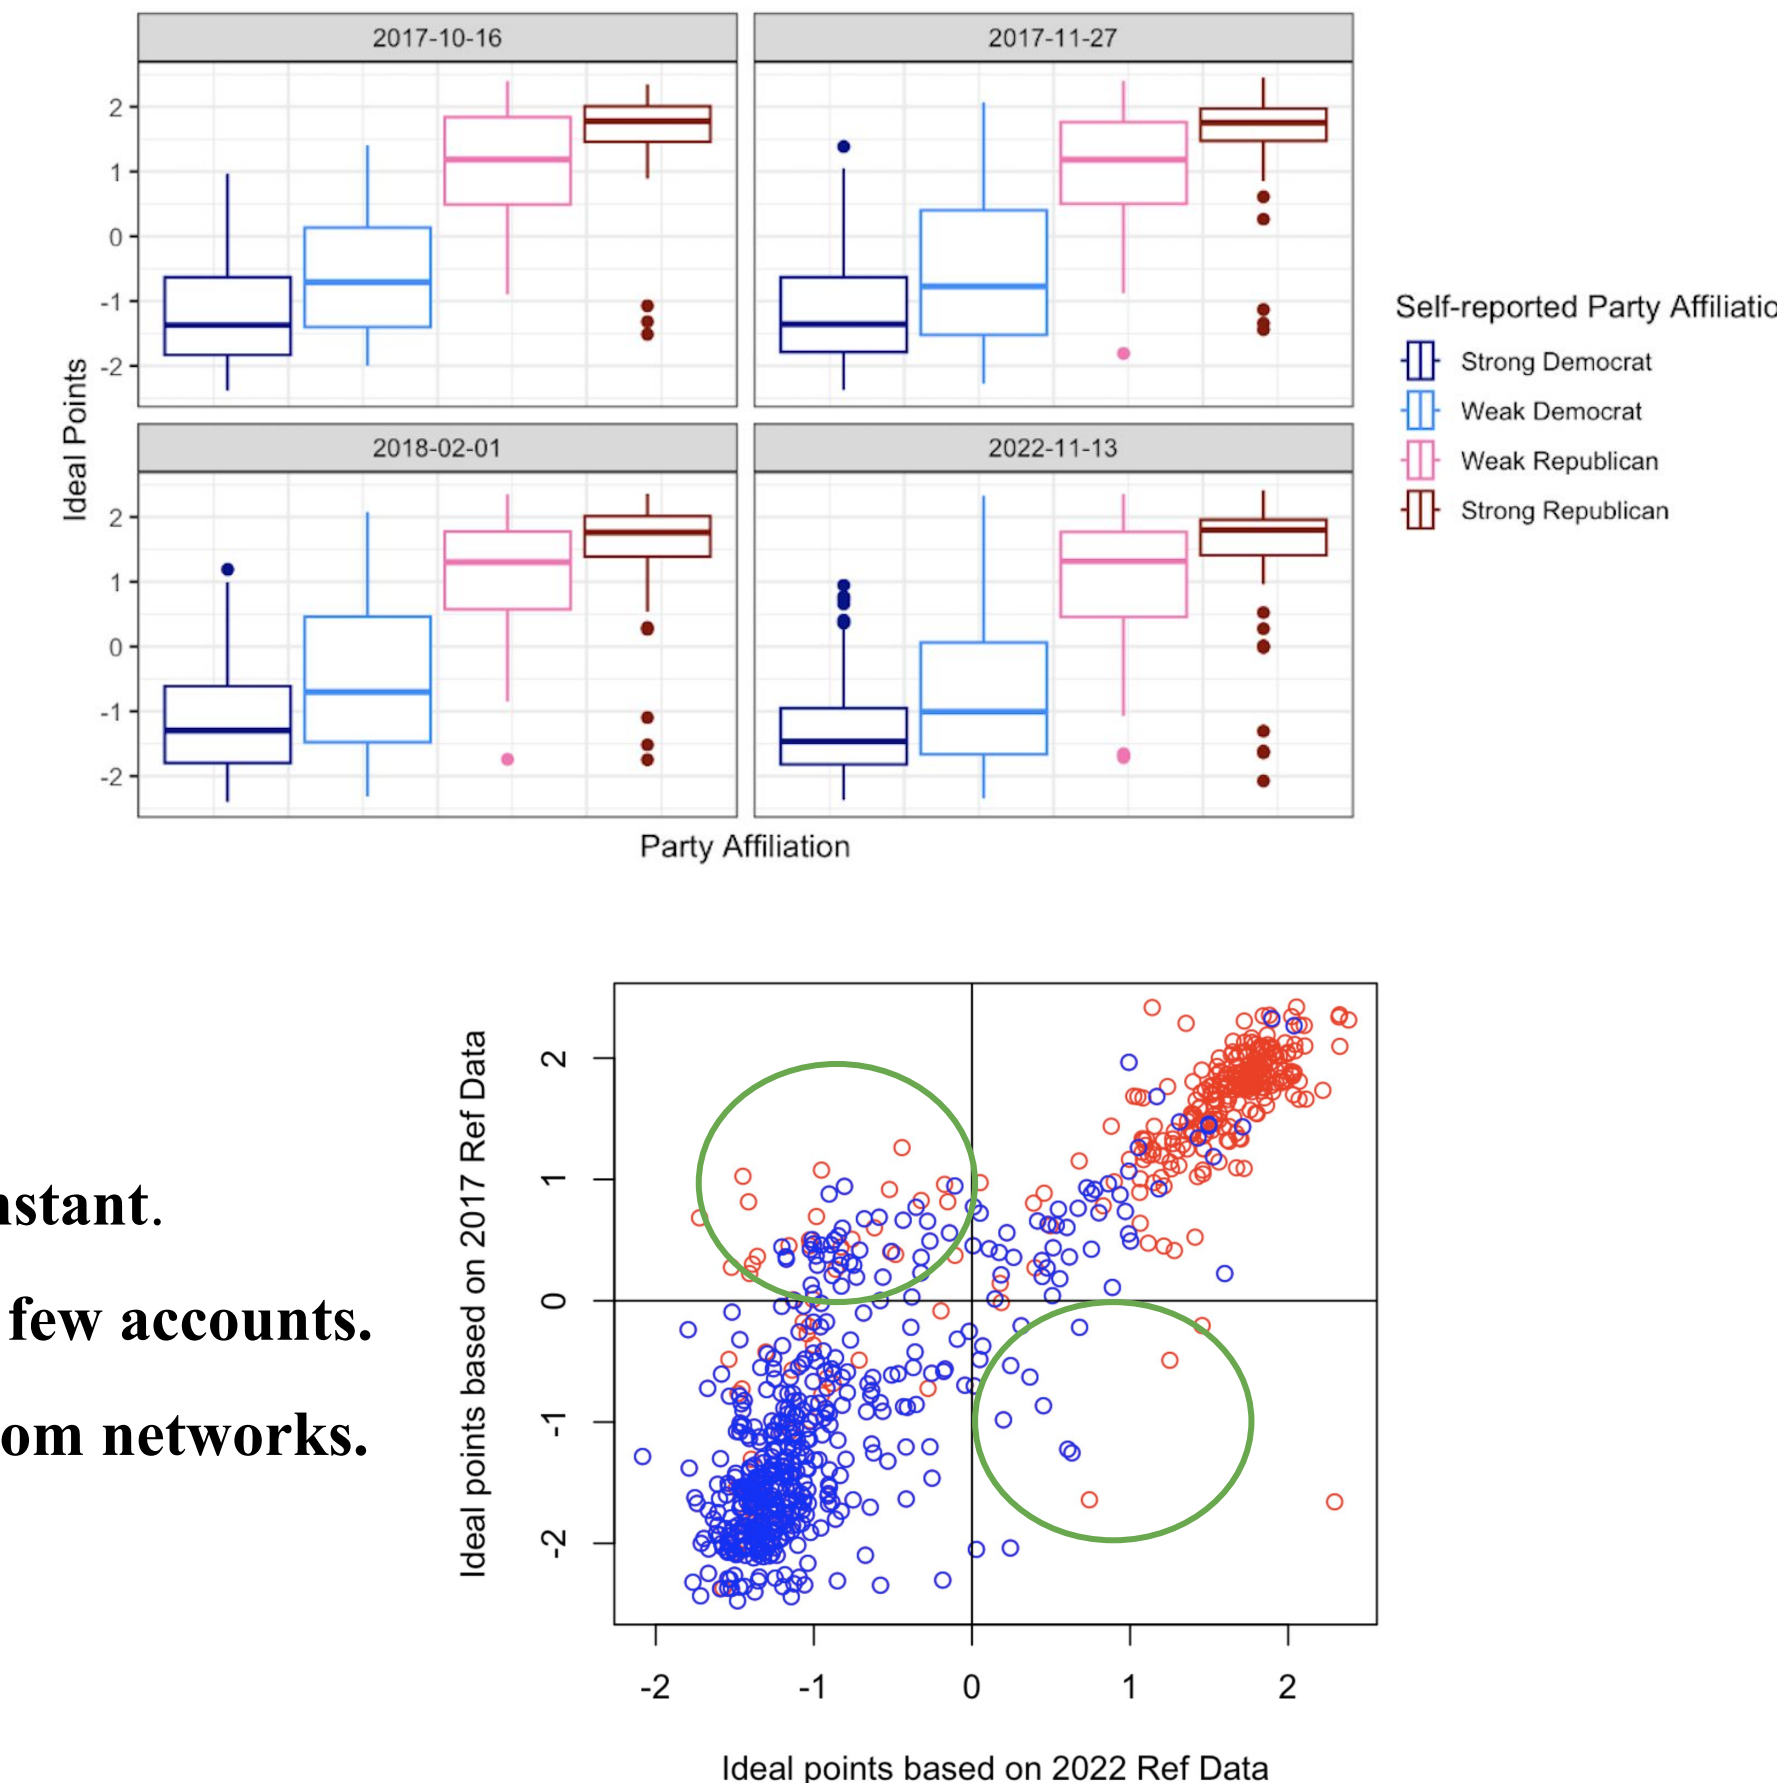 2017-10-16
2017-11-27
2
1
0
-1
-2
2018-02-01
2022-11-13
2
1
0
-1
-2
Ideal Points
Party Affiliation
Self-reported Party Affiliatio
Strong Democrat
Weak Democrat
Weak Republican
Strong Republican
nstant.
few accounts.
om networks.
Ideal points based on 2017 Ref Data
2
1
0
-1
-2
-2
-1
0
1
2
Ideal points based on 2022 Ref Data